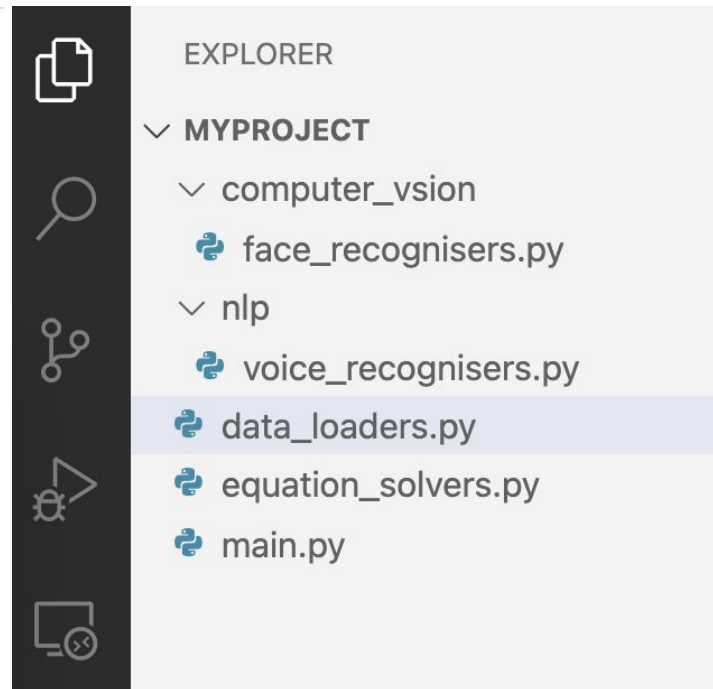 EXPLORER
MYPROJECT
computer_vsion
face_recognisers.py
nlp
voice_recognisers.py
data_loaders.py
equation_solvers.py
main.py